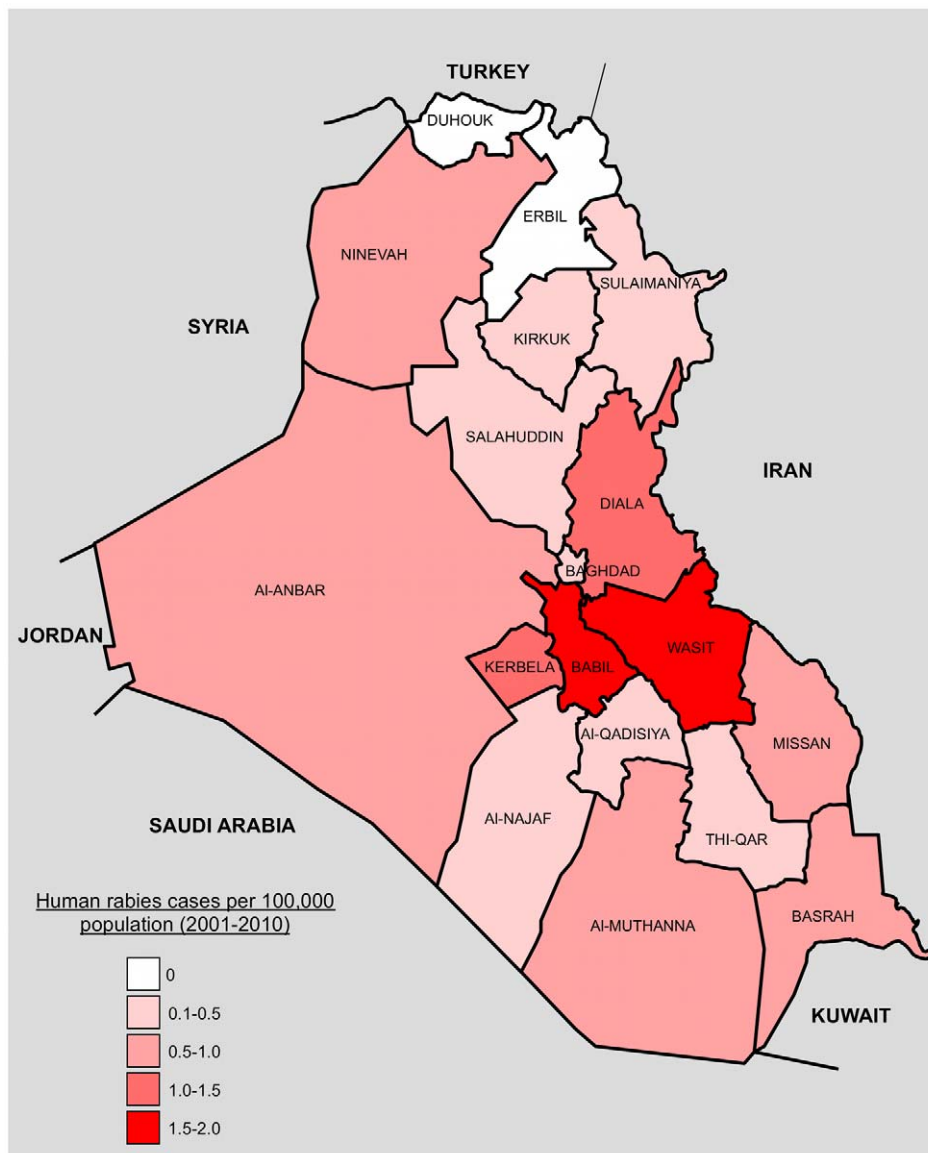 TURKEY
DUHOUK
ERBIL
NINEVAH
SULAIMANIYA
SYRIA
KIRKUK
SALAHUDDIN
IRAN
DIALA
BAGHDAD
Al-ANBAR
JORDAN
WASIT
KERBELA
BABIL
Al-QADISIYA
MISSAN
Al-NAJAF
SAUDI ARABIA
THI-QAR
Al-MUTHANNA
BASRAH
KUWAIT
Human rabies cases per 100,000
population (2001-2010)
0
0.1-0.5
0.5-1.0
1.0-1.5
1.5-2.0